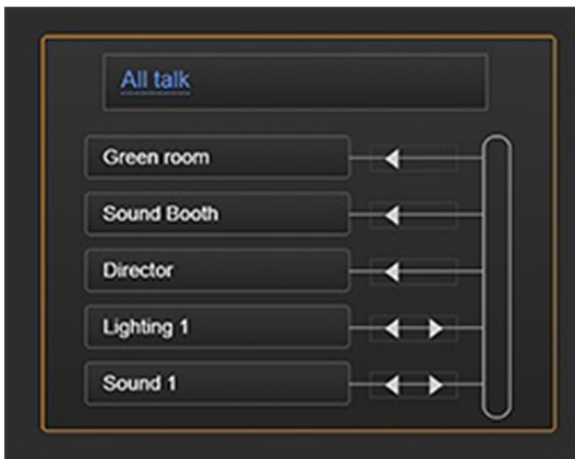 All talk
Green room
Sound Booth
Director
Lighting 1
Sound 1